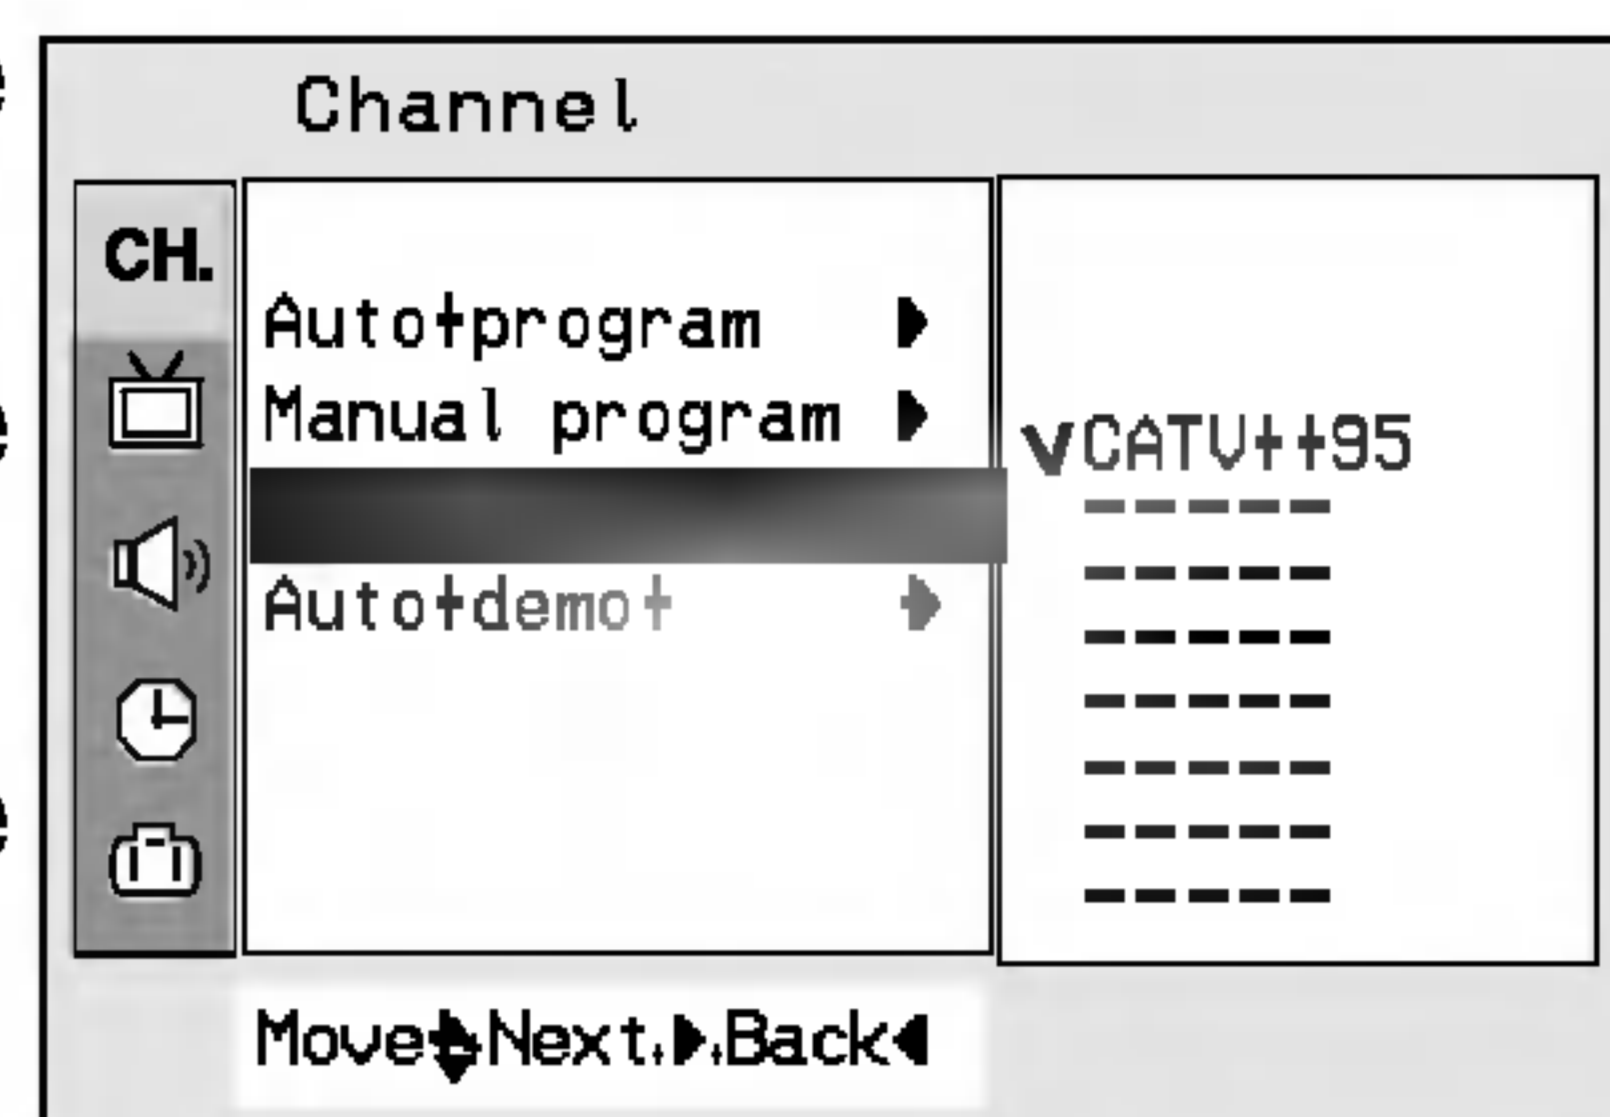 Channel
CH.
Auto program
Manual program
Auto demo
CATV 95
-----
-----
-----
-----
-----
-----
-----
Move Next Back